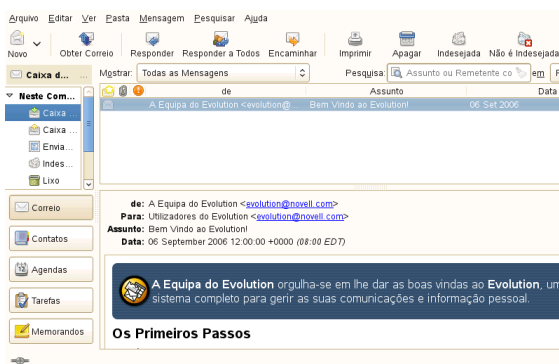 Arquivo Editar Ver Pasta Mensagem Pesquisar Ajuda
Novo Obter Correio Responder Responder a Todos Encaminhar Imprimir Apagar Indesejada Não é Indesejada
Caixa d... Mostrar: Todas as Mensagens Pesquisa: Assunto ou Remetente co em
de Assunto Data
Neste Com...
A Equipa do Evolution <evolution@... Bem Vindo ao Evolution! 06 Set 2006
Caixa ...
Caixa ...
Envia...
Indes...
Lixo
Correio
Contatos
Agendas
Tarefas
Memorandos
de: A Equipa do Evolution <evolution@novell.com>
Para: Utilizadores do Evolution <evolution@novell.com>
Assunto: Bem Vindo ao Evolution!
Data: 06 September 2006 12:00:00 +0000 (08:00 EDT)
A Equipa do Evolution orgulha-se em lhe dar as boas vindas ao Evolution, um
sistema completo para gerir as suas comunicações e informação pessoal.
Os Primeiros Passos